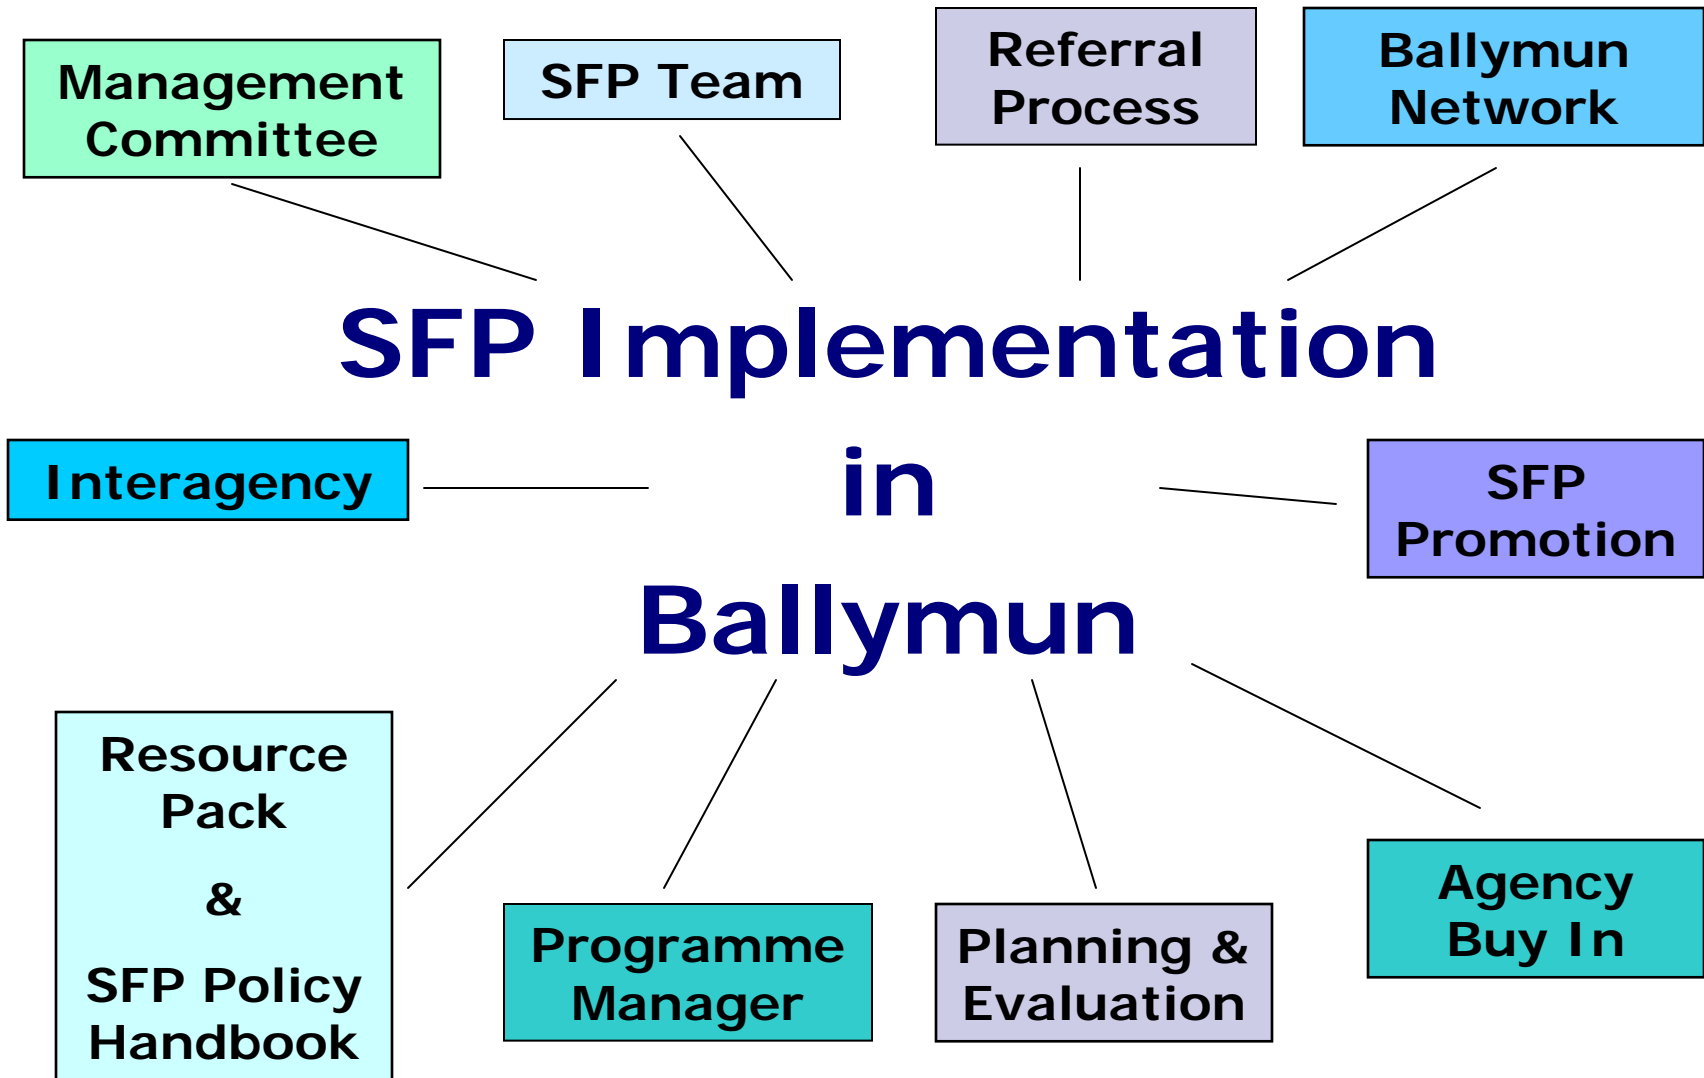 Management
Committee
SFP Team
Referral
Process
Ballymun
Network
SFP Implementation
in
Ballymun
Interagency
SFP
Promotion
Resource
Pack
&
SFP Policy
Handbook
Programme
Manager
Planning &
Evaluation
Agency
Buy In